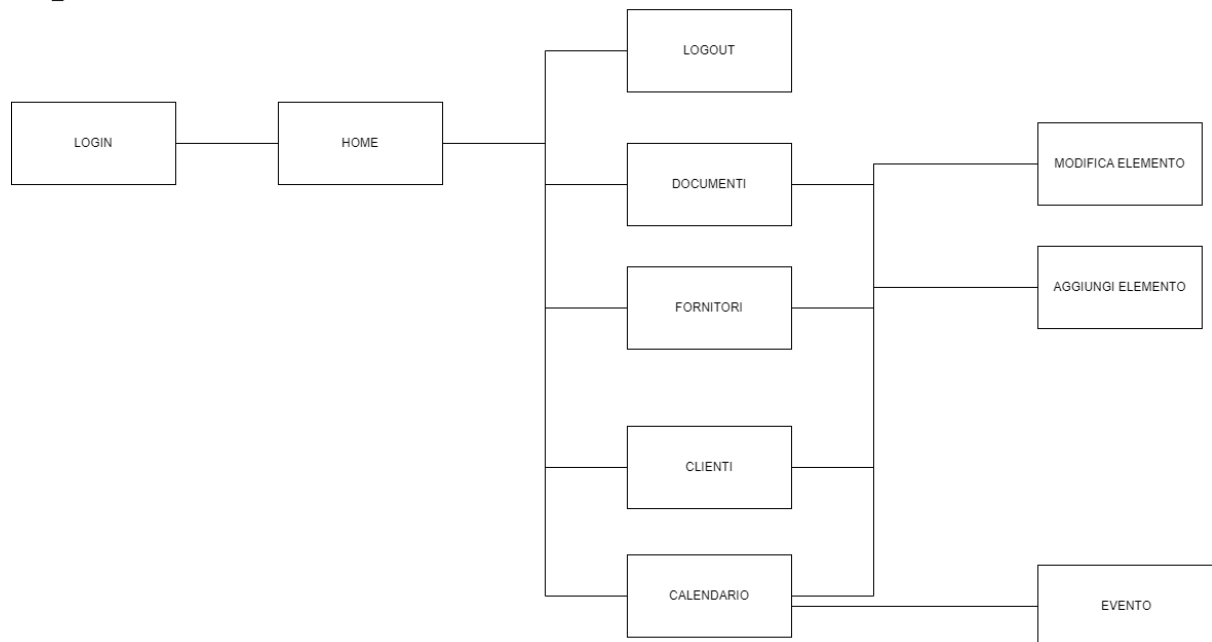 LOGOUT
LOGIN
HOME
DOCUMENTI
MODIFICA ELEMENTO
FORNITORI
AGGIUNGI ELEMENTO
CLIENTI
CALENDARIO
EVENTO